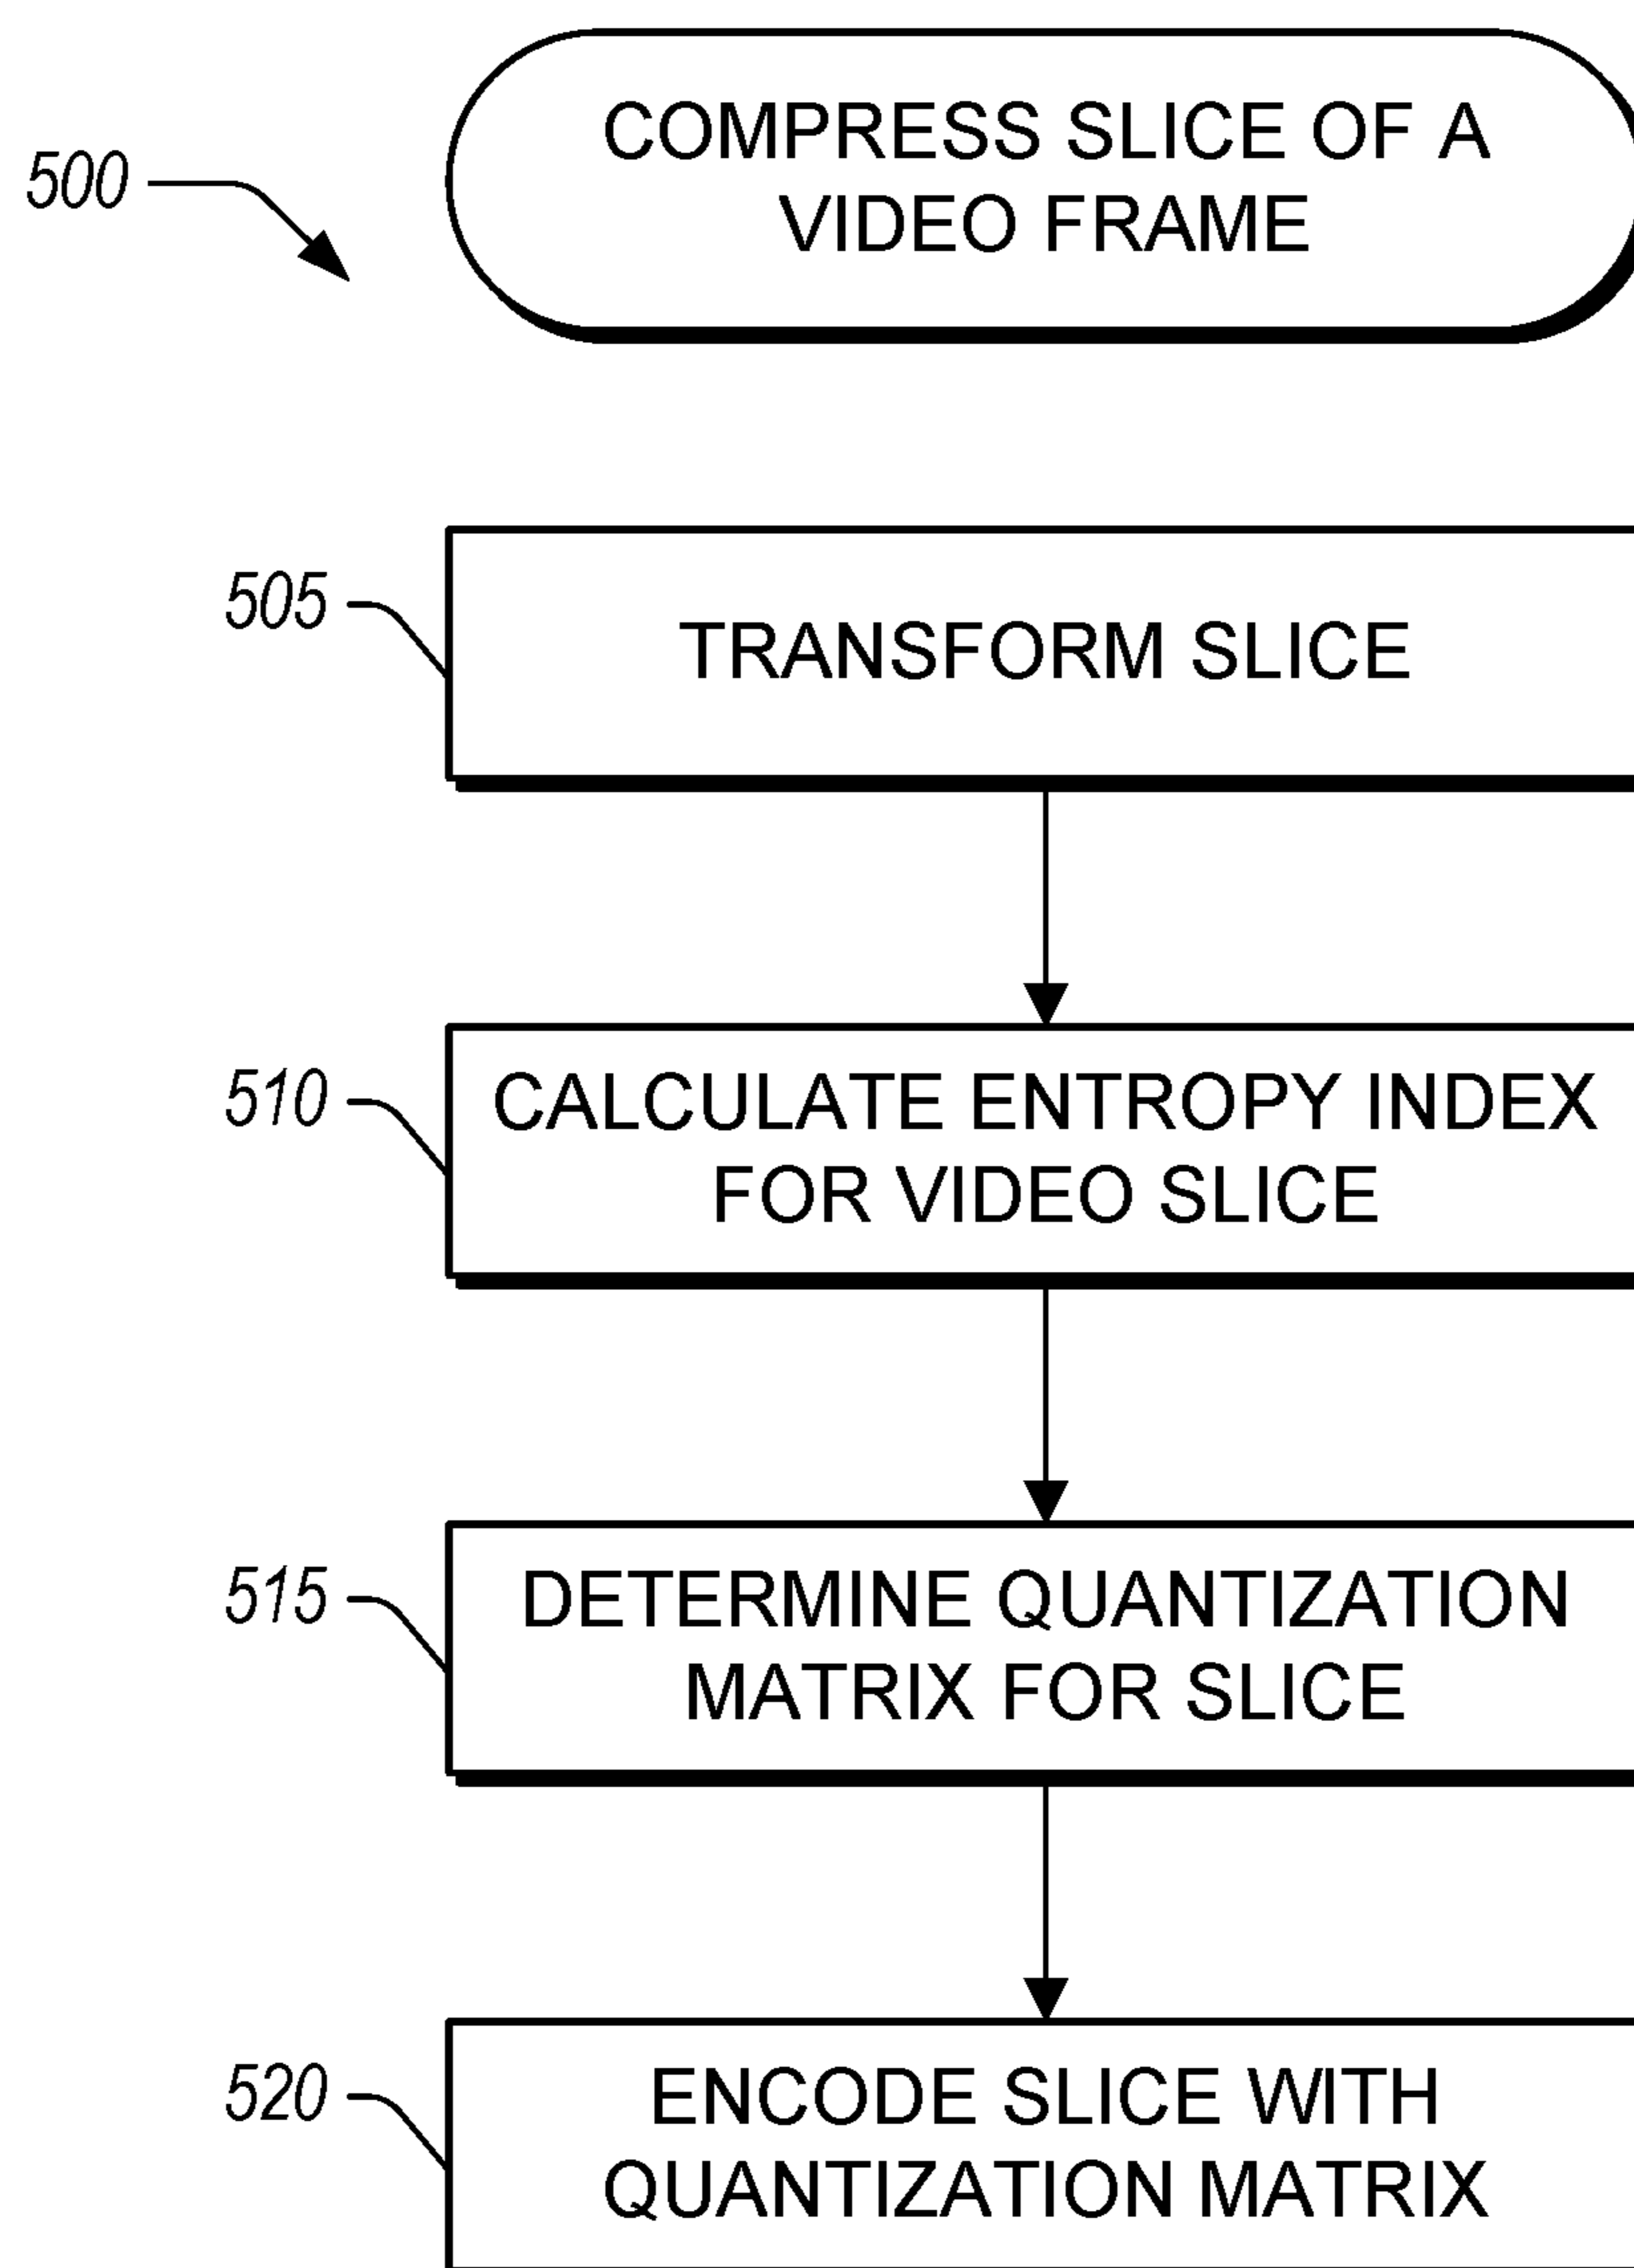 500
COMPRESS SLICE OF A
VIDEO FRAME
505
TRANSFORM SLICE
510
CALCULATE ENTROPY INDEX
FOR VIDEO SLICE
515
DETERMINE QUANTIZATION
MATRIX FOR SLICE
520
ENCODE SLICE WITH
QUANTIZATION MATRIX